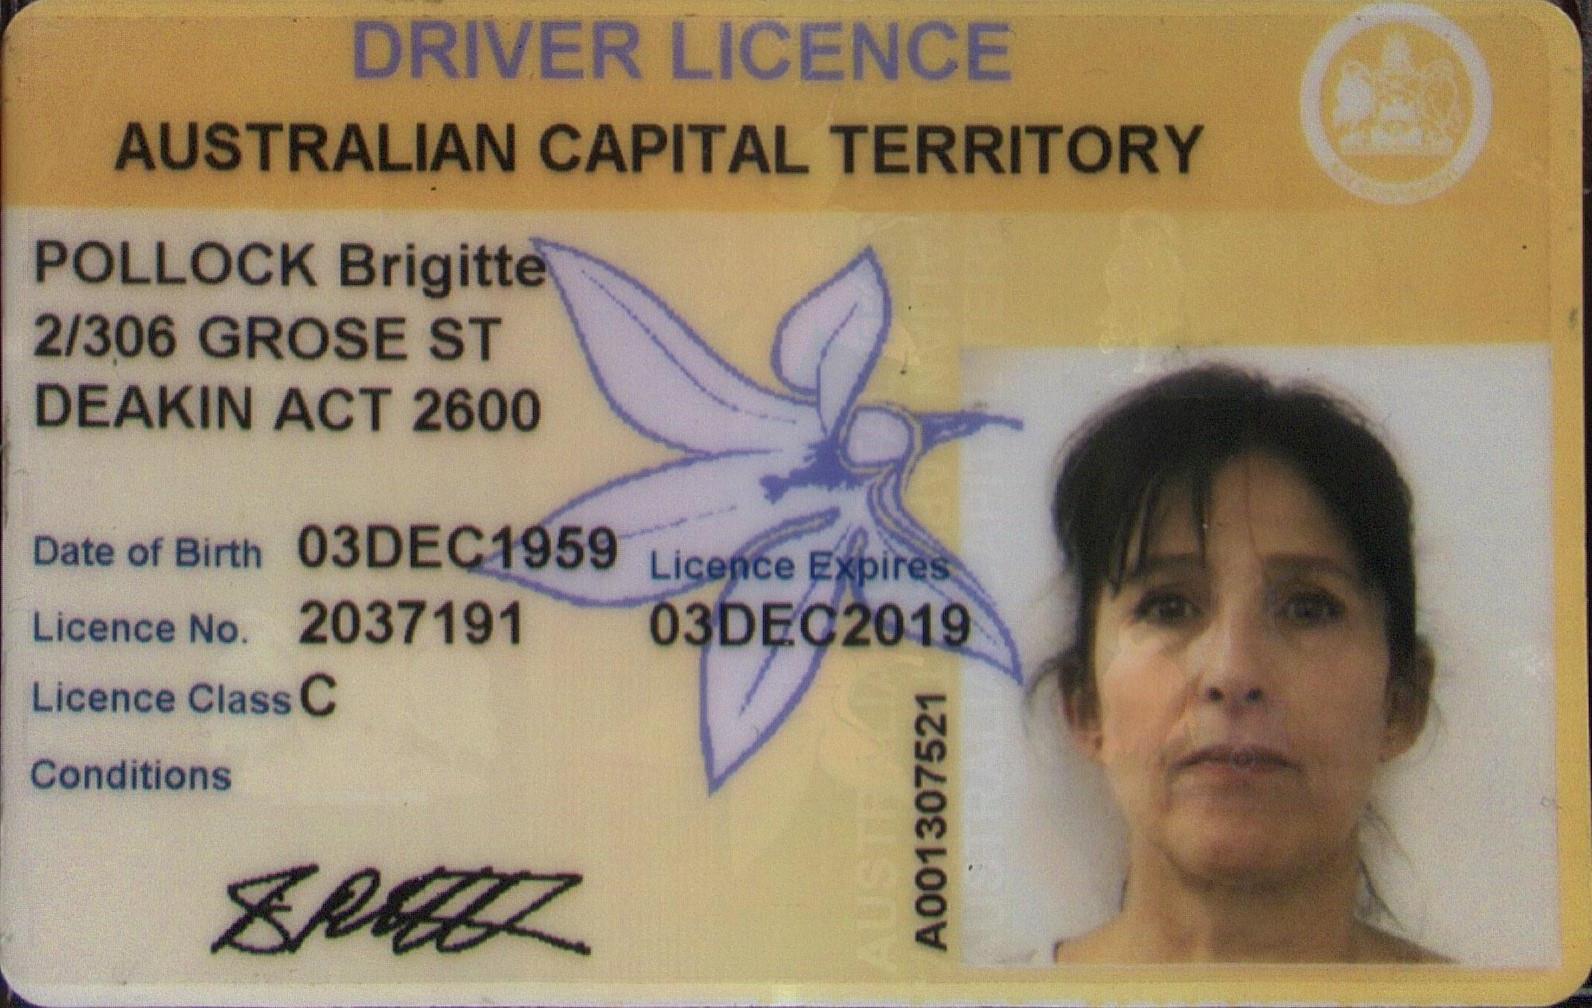 DRIVER LICENCE
AUSTRALIAN CAPITAL TERRITORY
POLLOCK Brigitte
2/306 GROSE ST
DEAKIN ACT 2600
Date of Birth 03DEC1959
Licence Expires
Licence No. 2037191
03DEC2019
Licence Class C
Conditions
A001307521